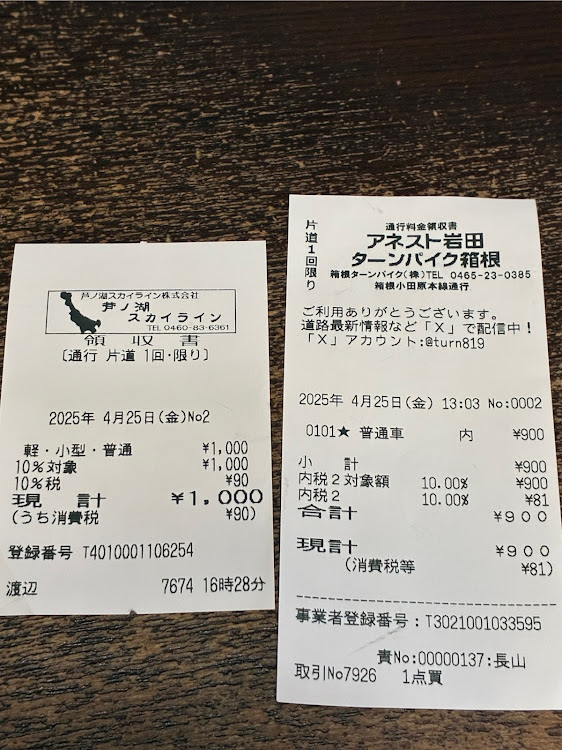 芦ノ湖スカイライン株式会社
芦ノ湖
スカイライン
TEL 0460-83-6361
領収書
〔通行 片道 1回・限り〕
2025年 4月25日(金)No2
軽・小型・普通 ¥1,000
10%対象 ¥1,000
10%税 ¥90
現 計 ¥1,000
(うち消費税 ¥90)
登録番号 T4010001106254
渡辺 7674 16時28分
片道1回限り
通行料金領収書
アネスト岩田
ターンパイク箱根
箱根ターンパイク(株)TEL 0465-23-0385
箱根小田原本線通行
ご利用ありがとうございます。
道路最新情報など「X」で配信中!
「X」アカウント:@turn819
2025年 4月25日(金) 13:03 No:0002
0101★ 普通車 内 ¥900
小 計 ¥900
内税2対象額 10.00% ¥900
内税2 10.00% ¥81
合計 ¥900
現計 ¥900
(消費税等 ¥81)
事業者登録番号:T3021001033595
責No:00000137:長山
取引No7926 1点買